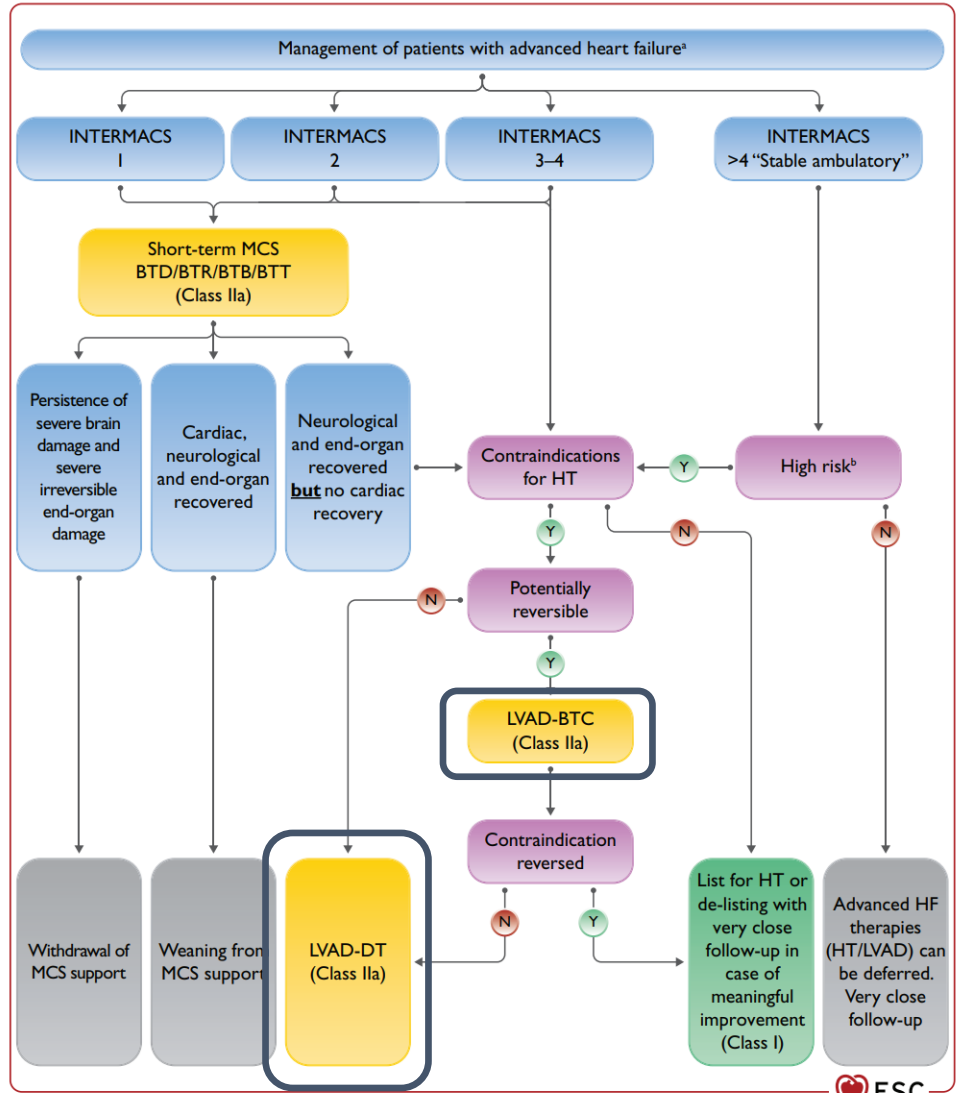 Management of patients with advanced heart failureᵃ
INTERMACS
1
INTERMACS
2
INTERMACS
3–4
INTERMACS
>4 “Stable ambulatory”
Short-term MCS
BTD/BTR/BTB/BTT
(Class IIa)
Persistence of
severe brain
damage and
severe
irreversible
end-organ
damage
Cardiac,
neurological
and end-organ
recovered
Neurological
and end-organ
recovered
but no cardiac
recovery
Contraindications
for HT
Y
High riskᵇ
Y
N
N
Potentially
reversible
N
Y
LVAD-BTC
(Class IIa)
Contraindication
reversed
N
Y
Withdrawal of
MCS support
Weaning from
MCS support
LVAD-DT
(Class IIa)
List for HT or
de-listing with
very close
follow-up in
case of
meaningful
improvement
(Class I)
Advanced HF
therapies
(HT/LVAD) can
be deferred.
Very close
follow-up
ESC